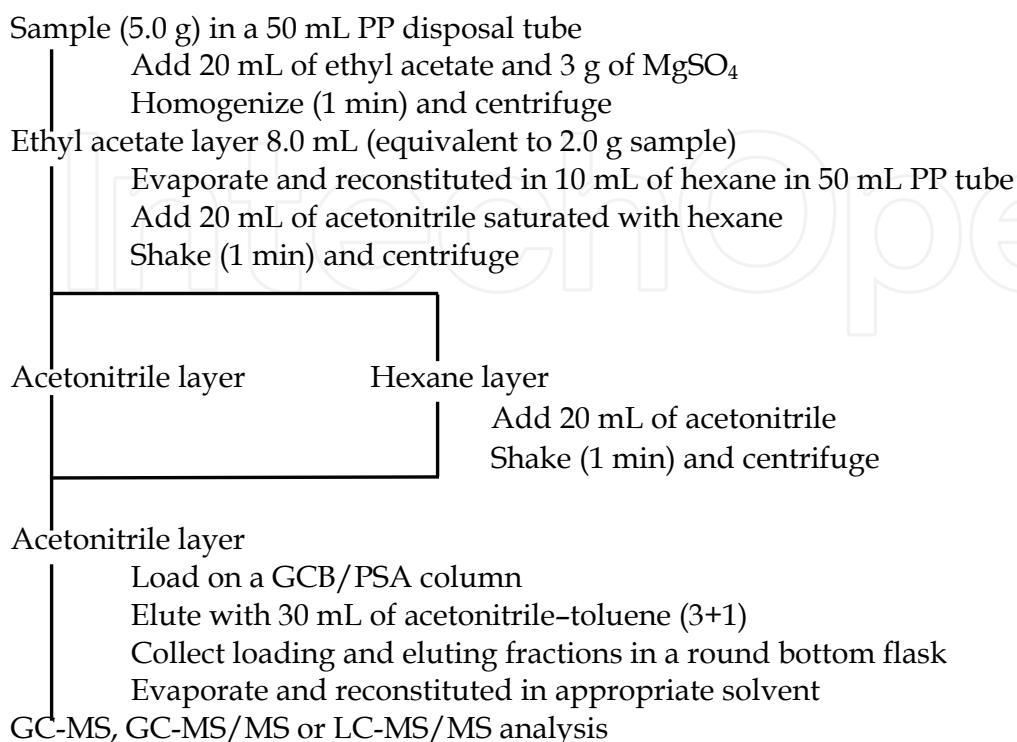 Sample (5.0 g) in a 50 mL PP disposal tube
Add 20 mL of ethyl acetate and 3 g of MgSO₄
Homogenize (1 min) and centrifuge
Ethyl acetate layer 8.0 mL (equivalent to 2.0 g sample)
Evaporate and reconstituted in 10 mL of hexane in 50 mL PP tube
Add 20 mL of acetonitrile saturated with hexane
Shake (1 min) and centrifuge
Acetonitrile layer Hexane layer
Add 20 mL of acetonitrile
Shake (1 min) and centrifuge
Acetonitrile layer
Load on a GCB/PSA column
Elute with 30 mL of acetonitrile–toluene (3+1)
Collect loading and eluting fractions in a round bottom flask
Evaporate and reconstituted in appropriate solvent
GC-MS, GC-MS/MS or LC-MS/MS analysis
IntechOpe